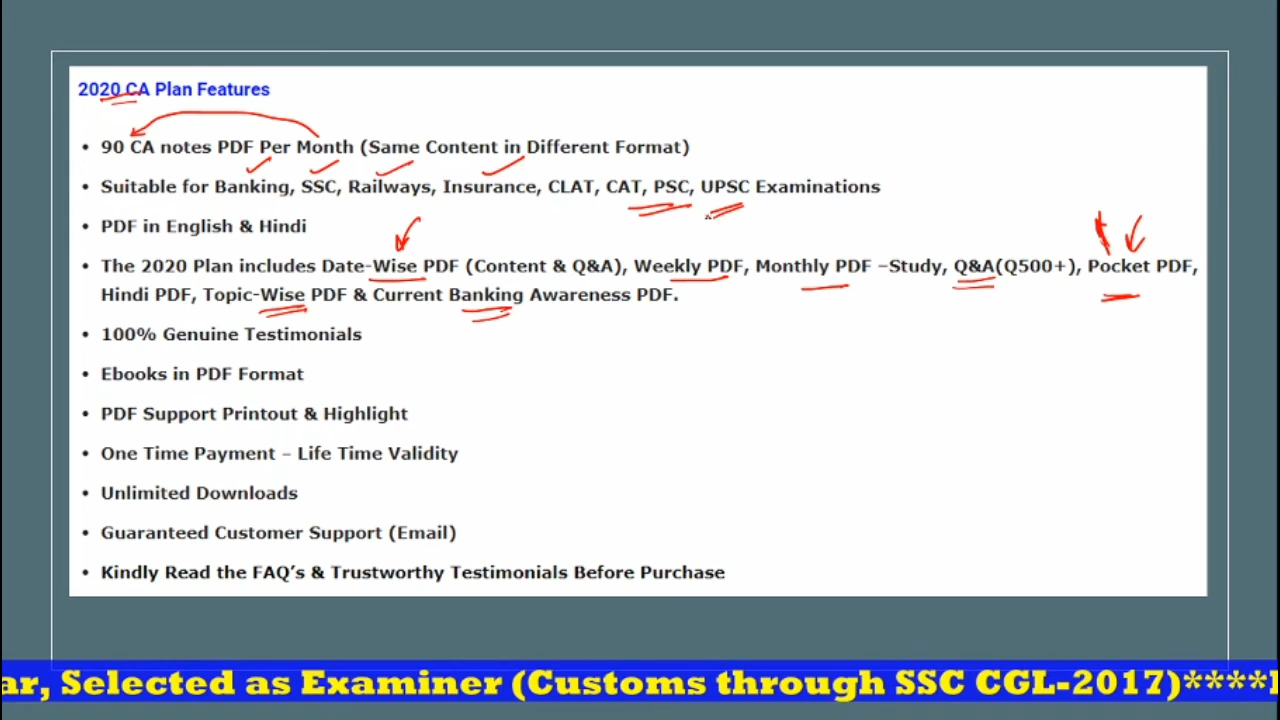 2020 CA Plan Features
• 90 CA notes PDF Per Month (Same Content in Different Format)
• Suitable for Banking, SSC, Railways, Insurance, CLAT, CAT, PSC, UPSC Examinations
• PDF in English & Hindi
• The 2020 Plan includes Date-Wise PDF (Content & Q&A), Weekly PDF, Monthly PDF –Study, Q&A(Q500+), Pocket PDF,
Hindi PDF, Topic-Wise PDF & Current Banking Awareness PDF.
• 100% Genuine Testimonials
• Ebooks in PDF Format
• PDF Support Printout & Highlight
• One Time Payment – Life Time Validity
• Unlimited Downloads
• Guaranteed Customer Support (Email)
• Kindly Read the FAQ's & Trustworthy Testimonials Before Purchase
ar, Selected as Examiner (Customs through SSC CGL-2017)****